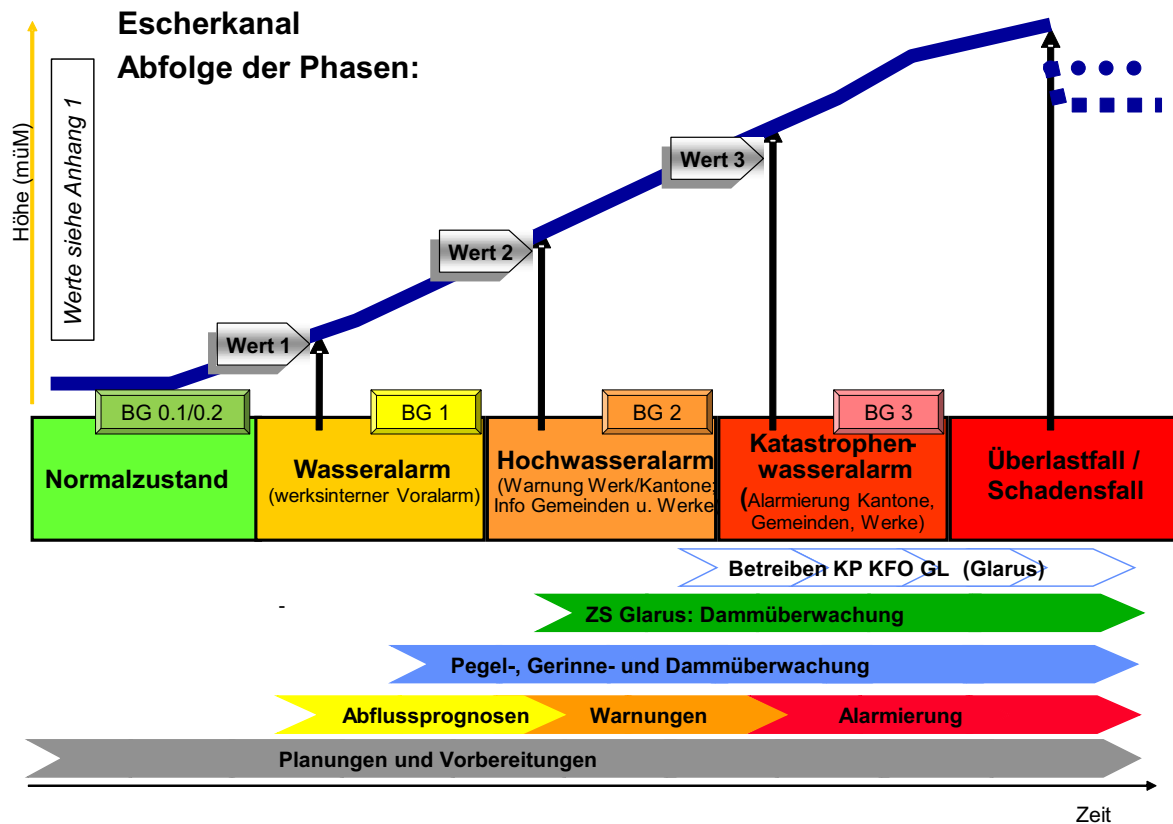 Escherkanal
Abfolge der Phasen:
Höhe (müM)
Werte siehe Anhang 1
Wert 3
Wert 2
Wert 1
BG 0.1/0.2
BG 1
BG 2
BG 3
Normalzustand
Wasseralarm
(werksinterner Voralarm)
Hochwasseralarm
(Warnung Werk/Kantone:
Info Gemeinden u. Werke
Katastrophen-
wasseralarm
(Alarmierung Kantone,
Gemeinden, Werke)
Überlastfall /
Schadensfall
Betreiben KP KFO GL (Glarus)
-
ZS Glarus: Dammüberwachung
Pegel-, Gerinne- und Dammüberwachung
Abflussprognosen
Warnungen
Alarmierung
Planungen und Vorbereitungen
Zeit